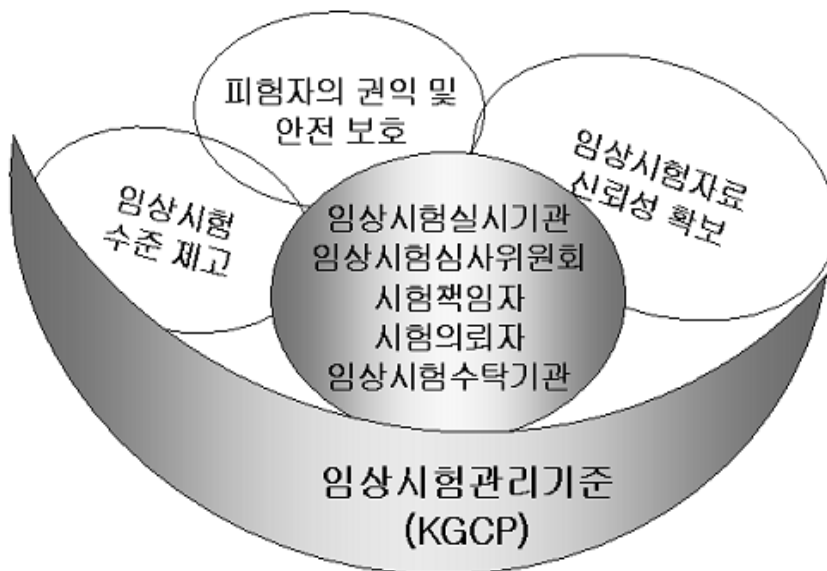 피험자의 권익 및
안전 보호
임상시험자료
신뢰성 확보
임상시험
수준 제고
임상시험실시기관
임상시험심사위원회
시험책임자
시험의뢰자
임상시험수탁기관
임상시험관리기준
(KGCP)